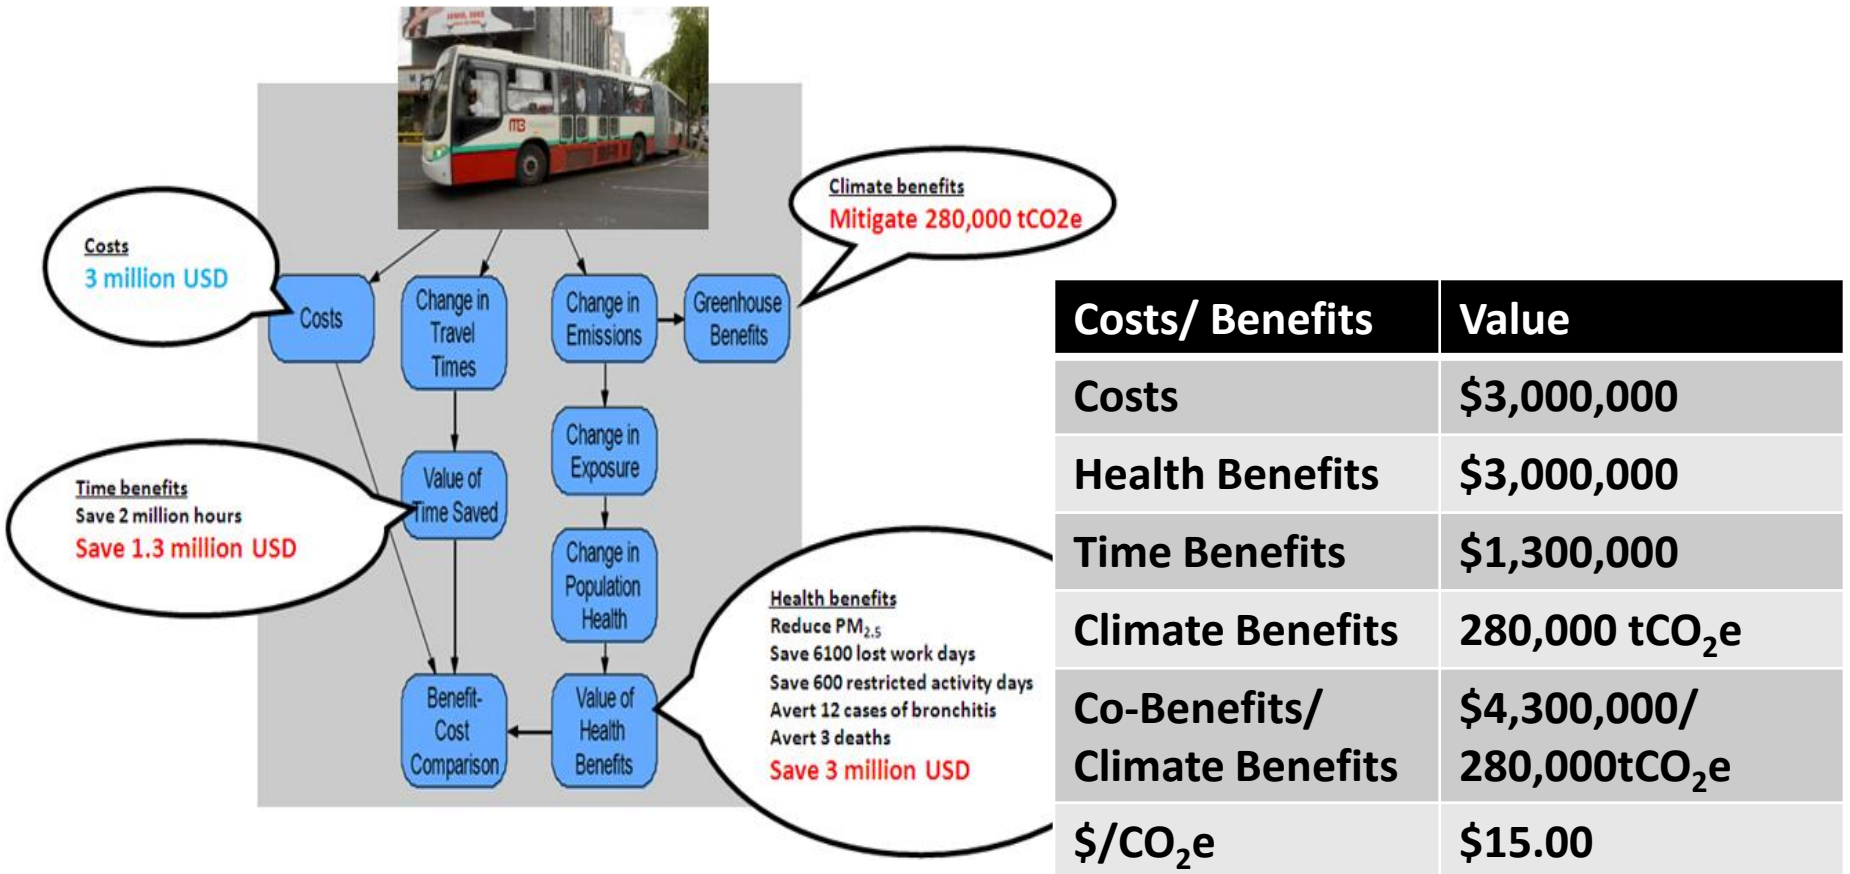 JUNIO, 2005
MB
Climate benefits
Mitigate 280,000 tCO2e
Costs
3 million USD
Costs
Change in
Travel
Times
Change in
Emissions
Greenhouse
Benefits
Change in
Exposure
Value of
Time Saved
Time benefits
Save 2 million hours
Save 1.3 million USD
Change in
Population
Health
Health benefits
Reduce PM2.5
Save 6100 lost work days
Save 600 restricted activity days
Avert 12 cases of bronchitis
Avert 3 deaths
Save 3 million USD
Benefit-
Cost
Comparison
Value of
Health
Benefits
Costs/ Benefits Value
Costs $3,000,000
Health Benefits $3,000,000
Time Benefits $1,300,000
Climate Benefits 280,000 tCO2e
Co-Benefits/ $4,300,000/
Climate Benefits 280,000tCO2e
$/CO2e $15.00